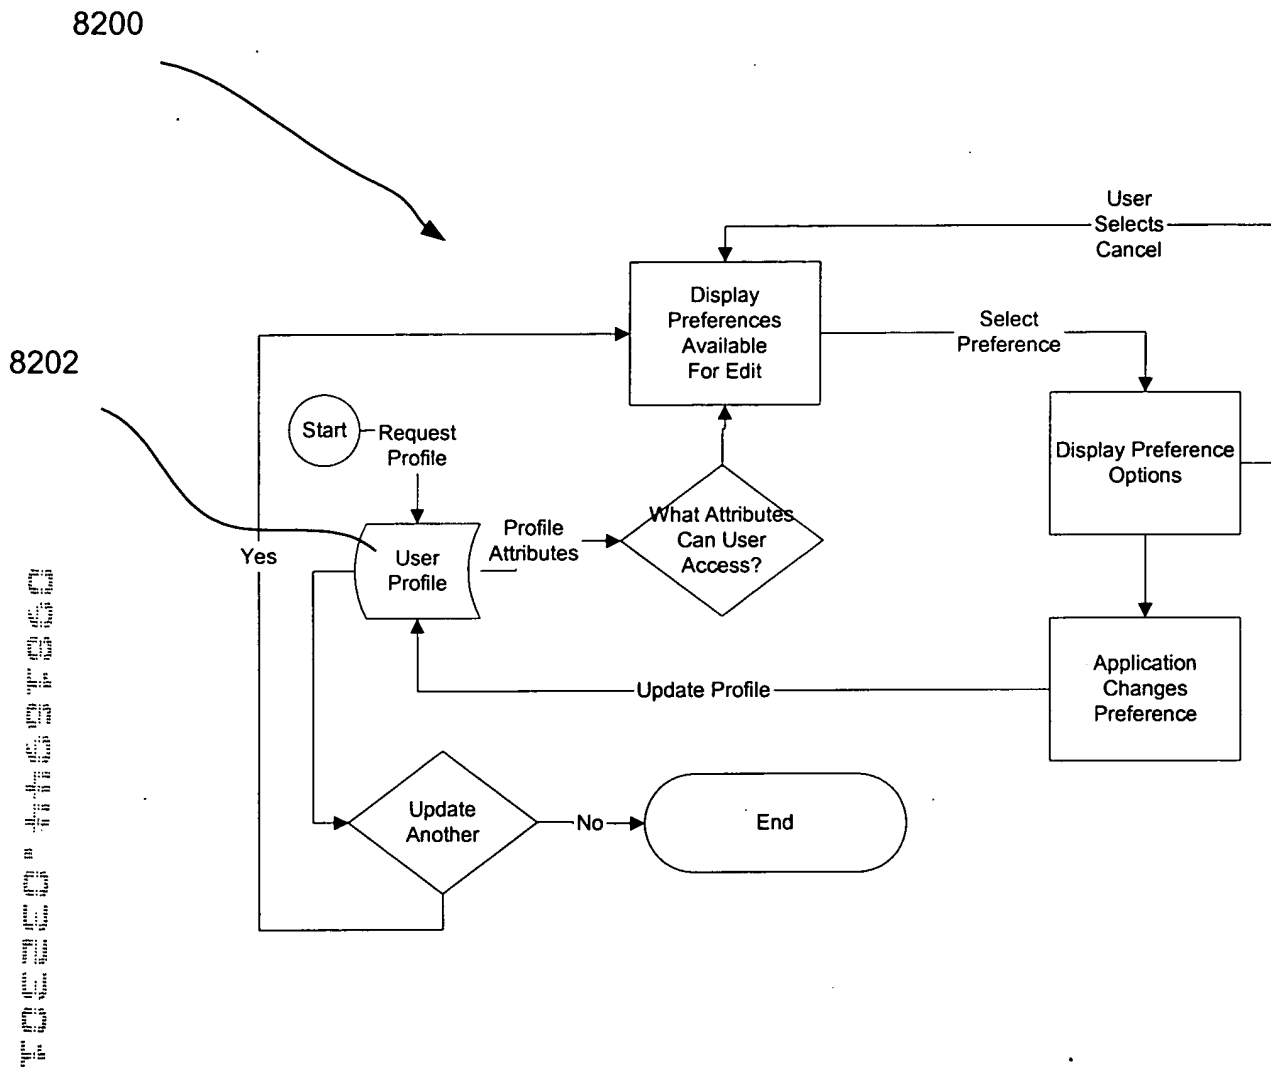 8200
User
Selects
Cancel
Display
Preferences
Available
For Edit
Select
Preference
8202
Start
Request
Profile
Display Preference
Options
What Attributes
Can User
Access?
Profile
Attributes
User
Profile
Yes
Application
Changes
Preference
Update Profile
Update
Another
No
End